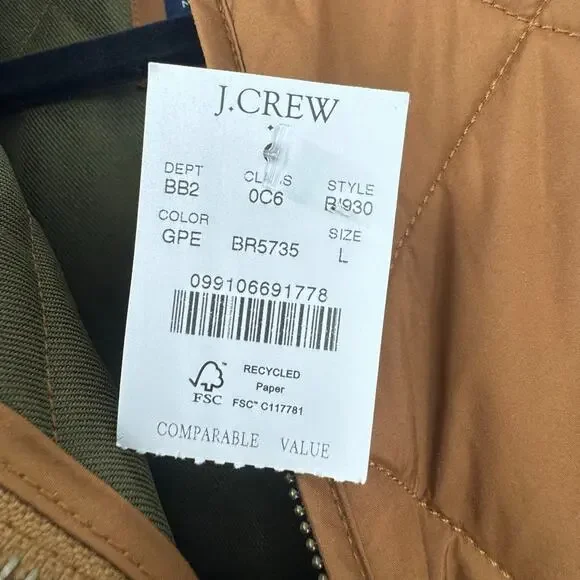 J.CREW
DEPT STYLE
BB2 0C6
COLOR SIZE
GPE BR5735 L
099106691778
RECYCLED
Paper
FSC™ C117781
FSC
COMPARABLE VALUE